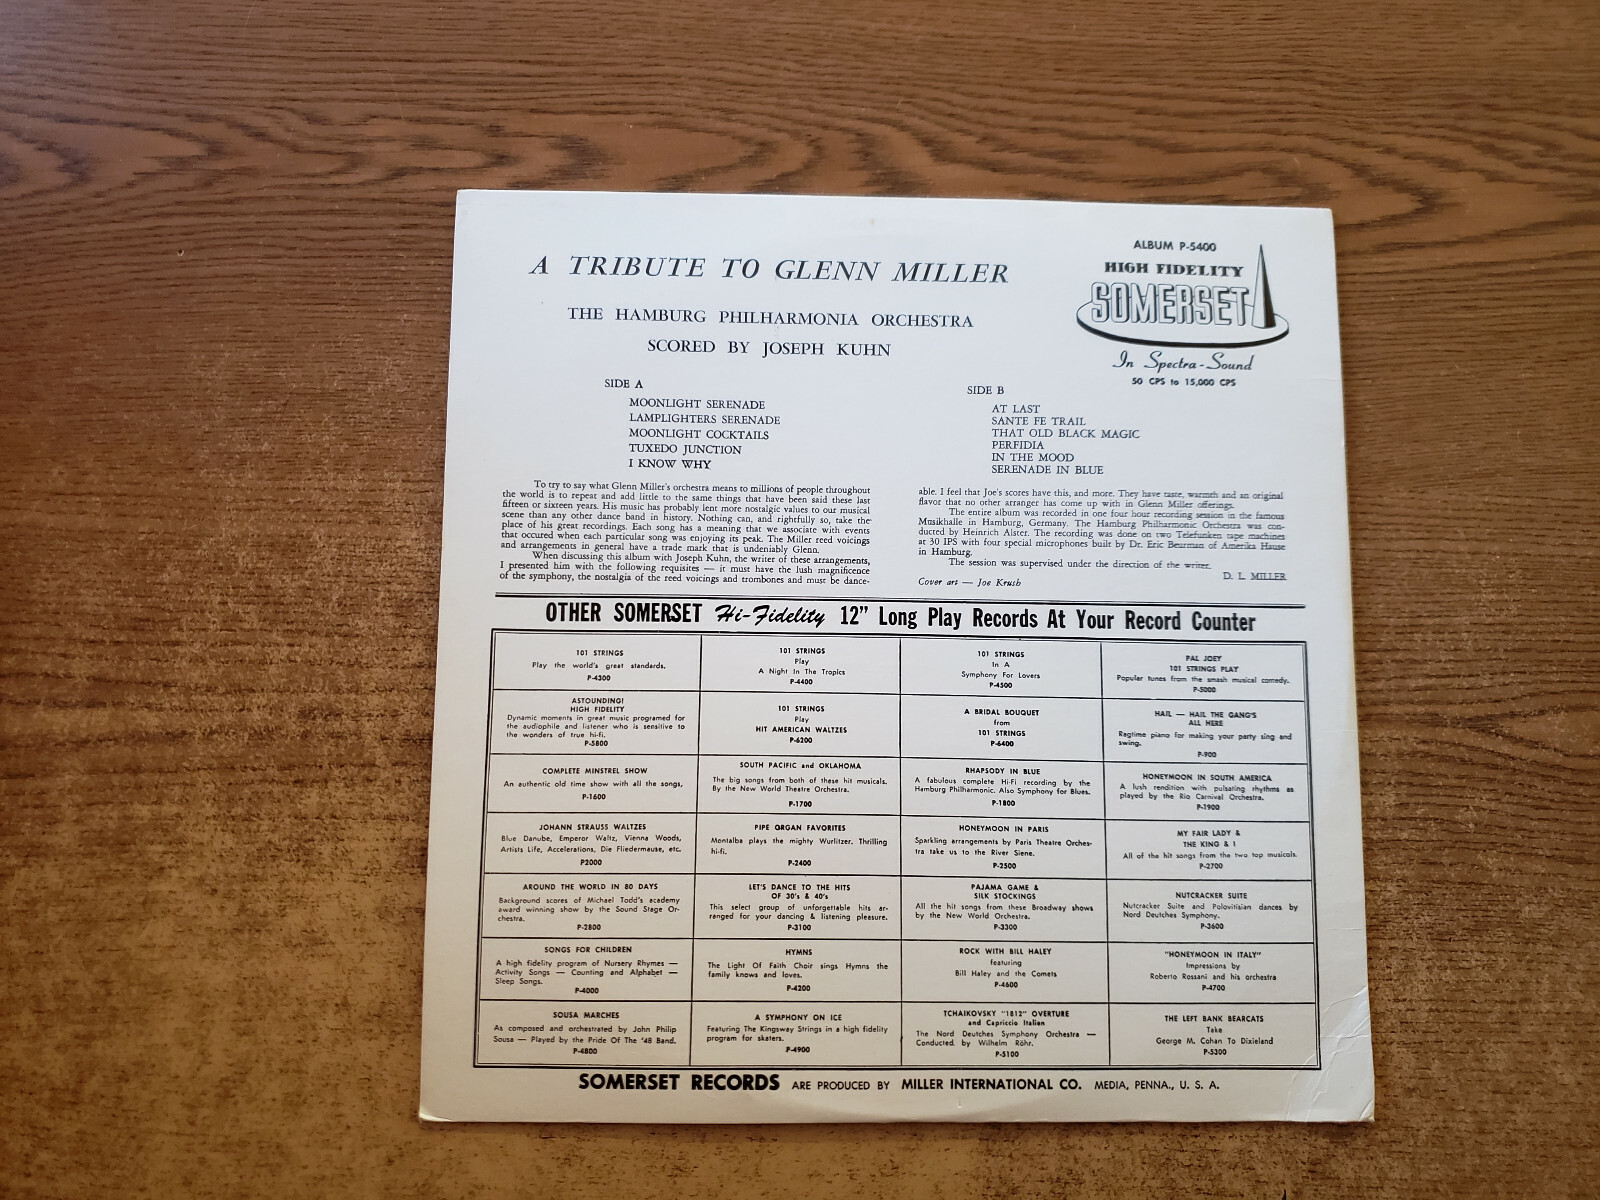 ALBUM P-5400
HIGH FIDELITY
SOMERSET
In Spectra-Sound
50 CPS to 15,000 CPS
A TRIBUTE TO GLENN MILLER
THE HAMBURG PHILHARMONIA ORCHESTRA
SCORED BY JOSEPH KUHN
SIDE A
MOONLIGHT SERENADE
LAMPLIGHTERS SERENADE
MOONLIGHT COCKTAILS
TUXEDO JUNCTION
I KNOW WHY
SIDE B
AT LAST
SANTE FE TRAIL
THAT OLD BLACK MAGIC
PERFIDIA
IN THE MOOD
SERENADE IN BLUE
To try to say what Glenn Miller's orchestra means to millions of people throughout
the world is to repeat and add little to the same things that have been said these last
fifteen or sixteen years. His music has probably lent more nostalgic values to our musical
scene than any other dance band in history. Nothing can, and rightfully so, take the
place of his great recordings. Each song has a meaning that we associate with events
that occured when each particular song was enjoying its peak. The Miller reed voicings
and arrangements in general have a trade mark that is undeniably Glenn.
When discussing this album with Joseph Kuhn, the writer of these arrangements,
I presented him with the following requisites — it must have the lush magnificence
of the symphony, the nostalgia of the reed voicings and trombones and must be dance-
able. I feel that Joe's scores have this, and more. They have taste, warmth and an original
flavor that no other arranger has come up with in Glenn Miller offerings.
The entire album was recorded in one four hour recording session in the famous
Musikhalle in Hamburg, Germany. The Hamburg Philharmonic Orchestra was con-
ducted by Heinrich Alster. The recording was done on two Telefunken tape machines
at 30 IPS with four special microphones built by Dr. Eric Bearman of Amerika Hause
in Hamburg.
The session was supervised under the direction of the writer.
D. L. MILLER
Cover art — Joe Krush
OTHER SOMERSET Hi-Fidelity 12” Long Play Records At Your Record Counter
101 STRINGS
Play the world's great standards.
P-4300
101 STRINGS
Play
A Night In The Tropics
P-4400
101 STRINGS
In A
Symphony For Lovers
P-4500
PAL JOEY
101 STRINGS PLAY
Popular tunes from the smash musical comedy.
P-5000
ASTOUNDING!
HIGH FIDELITY
Dynamic moments in great music programed for
the audiophile and listener who is sensitive to
the wonders of true hi-fi.
P-5800
101 STRINGS
Play
HIT AMERICAN WALTZES
P-6200
A BRIDAL BOUQUET
from
101 STRINGS
P-6400
HAIL — HAIL THE GANG'S
ALL HERE
Ragtime piano for making your party sing and
swing.
P-900
COMPLETE MINSTREL SHOW
An authentic old time show with all the songs,
P-1600
SOUTH PACIFIC and OKLAHOMA
The big songs from both of these hit musicals.
By the New World Theatre Orchestra.
P-1700
RHAPSODY IN BLUE
A fabulous complete Hi-Fi recording by the
Hamburg Philharmonic. Also Symphony for Blues.
P-1800
HONEYMOON IN SOUTH AMERICA
A lush rendition with pulsating rhythms as
played by the Rio Carnival Orchestra.
P-1900
JOHANN STRAUSS WALTZES
Blue Danube, Emperor Waltz, Vienna Woods,
Artists Life, Accelerations, Die Fliedermause, etc.
P2000
PIPE ORGAN FAVORITES
Montalba plays the mighty Wurlitzer. Thrilling
hi-fi.
P-2400
HONEYMOON IN PARIS
Sparkling arrangements by Paris Theatre Orches-
tra take us to the River Siene.
P-2500
MY FAIR LADY &
THE KING & I
All of the hit songs from the two top musicals.
P-2700
AROUND THE WORLD IN 80 DAYS
Background scores of Michael Todd's academy
award winning show by the Sound Stage Or-
chestra.
P-2800
LET'S DANCE TO THE HITS
OF 30's & 40's
This select group of unforgettable hits ar-
ranged for your dancing & listening pleasure.
P-3100
PAJAMA GAME &
SILK STOCKINGS
All the hit songs from these Broadway shows
by the New World Orchestra.
P-3300
NUTCRACKER SUITE
Nutcracker Suite and Polovitisian dances by
Nord Deutches Symphony.
P-3600
SONGS FOR CHILDREN
A high fidelity program of Nursery Rhymes —
Activity Songs — Counting and Alphabet —
Sleep Songs.
P-4000
HYMNS
The Light Of Faith Choir sings Hymns the
family knows and loves.
P-4200
ROCK WITH BILL HALEY
featuring
Bill Haley and the Comets
P-4600
"HONEYMOON IN ITALY"
Impressions by
Roberto Rossani and his orchestra
P-4700
SOUSA MARCHES
As composed and orchestrated by John Philip
Sousa — Played by the Pride Of The '48 Band.
P-4800
A SYMPHONY ON ICE
Featuring The Kingsway Strings in a high fidelity
program for skaters.
P-4900
TCHAIKOVSKY "1812" OVERTURE
and Capriccio Italien
The Nord Deutches Symphony Orchestra —
Conducted by Wilhelm Röhr.
P-5100
THE LEFT BANK BEARCATS
Take
George M. Cohan To Dixieland
P-5300
SOMERSET RECORDS ARE PRODUCED BY MILLER INTERNATIONAL CO. MEDIA, PENNA., U. S. A.